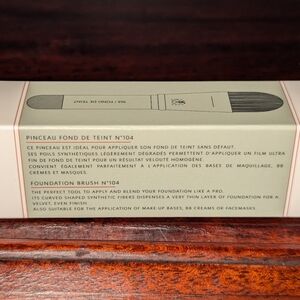 104 / FOND DE TEINT
PINCEAU FOND DE TEINT N°104
CE PINCEAU EST IDÉAL POUR APPLIQUER SON FOND DE TEINT SANS DÉFAUT.
SES POILS SYNTHÉTIQUES LÉGÈREMENT DÉGRADÉS PERMETTENT D'APPLIQUER UN FILM ULTRA
FIN DE FOND DE TEINT POUR UN RÉSULTAT VELOUTÉ HOMOGÈNE.
CONVIENT ÉGALEMENT PARFAITEMENT À L'APPLICATION DES BASES DE MAQUILLAGE, BB
CRÈMES ET MASQUES.
FOUNDATION BRUSH N°104
THE PERFECT TOOL TO APPLY AND BLEND YOUR FOUNDATION LIKE A PRO.
ITS CURVED SHAPED SYNTHETIC FIBERS DISPENSES A VERY THIN LAYER OF FOUNDATION FOR A
VELVET, EVEN FINISH.
ALSO SUITABLE FOR THE APPLICATION OF MAKE-UP BASES, BB CREAMS OR FACEMASKS.